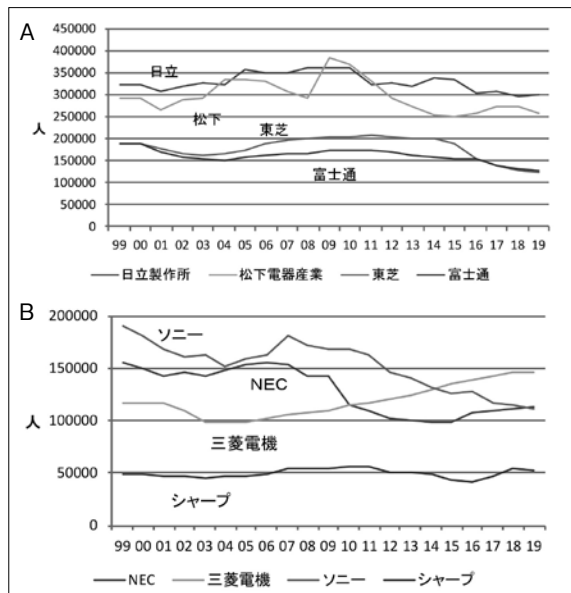 A
450000
400000
350000
300000
250000
200000
150000
100000
50000
0
人
日立
松下
東芝
富士通
99 00 01 02 03 04 05 06 07 08 09 10 11 12 13 14 15 16 17 18 19
日立製作所 松下電器産業 東芝 富士通
B
200000
150000
100000
50000
0
人
ソニー
NEC
三菱電機
シャープ
99 00 01 02 03 04 05 06 07 08 09 10 11 12 13 14 15 16 17 18 19
NEC 三菱電機 ソニー シャープ